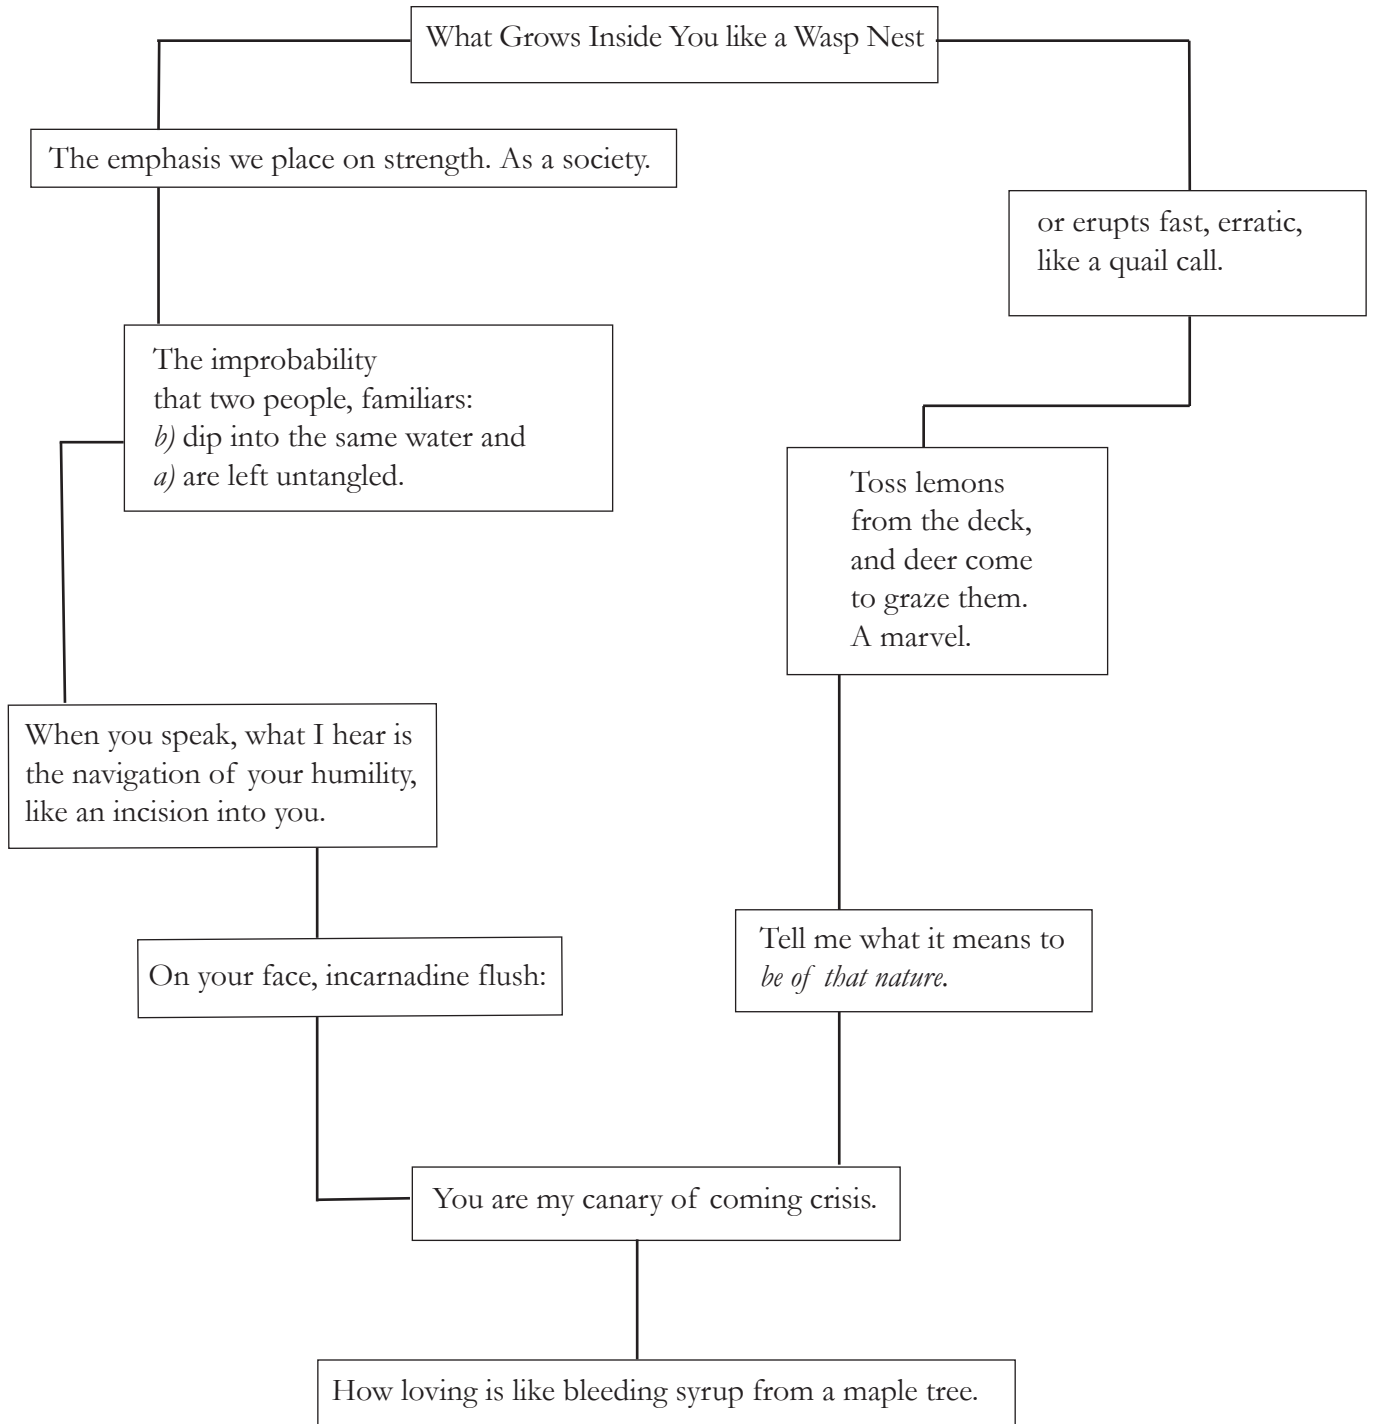 What Grows Inside You like a Wasp Nest
The emphasis we place on strength. As a society.
or erupts fast, erratic,
like a quail call.
The improbability
that two people, familiars:
b) dip into the same water and
a) are left untangled.
Toss lemons
from the deck,
and deer come
to graze them.
A marvel.
When you speak, what I hear is
the navigation of your humility,
like an incision into you.
Tell me what it means to
be of that nature.
On your face, incarnadine flush:
You are my canary of coming crisis.
How loving is like bleeding syrup from a maple tree.